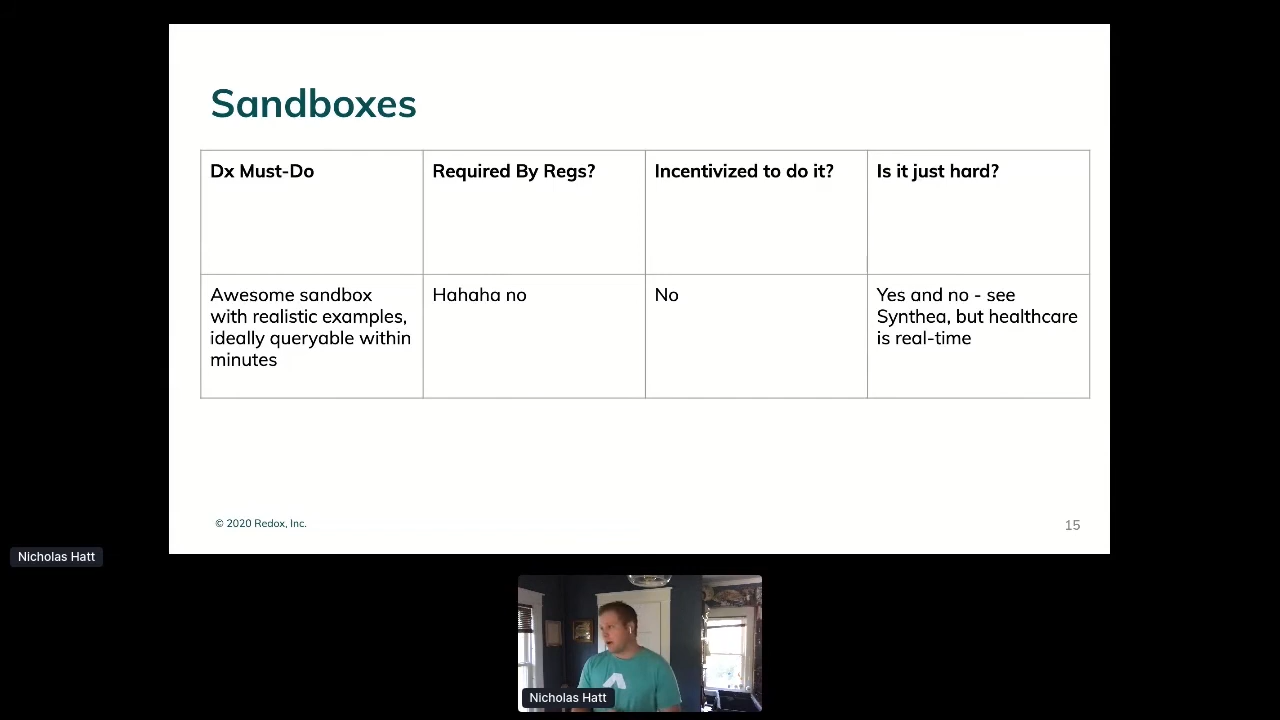 Sandboxes
Dx Must-Do
Required By Regs?
Incentivized to do it?
Is it just hard?
Awesome sandbox
with realistic examples,
ideally queryable within
minutes
Hahaha no
No
Yes and no - see
Synthea, but healthcare
is real-time
© 2020 Redox, Inc.
15
Nicholas Hatt
Nicholas Hatt